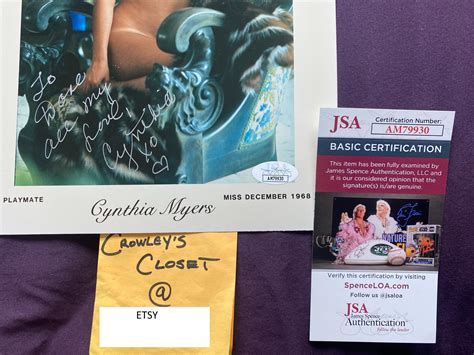 To
Dave
all my
Love,
Cynthia
xo
JSA
AM79930
PLAYMATE
MISS DECEMBER 1968
Cynthia Myers
CROWLEY'S
CLOSET
@
ETSY
JSA
Certification Number:
AM79930
BASIC CERTIFICATION
This item has been fully examined by
James Spence Authentication, LLC and
it is our considered opinion that the
signature(s) is/are genuine.
Verify this certification by visiting
SpenceLOA.com
Follow us @jsaloa
JSA
James Spence
Authentication